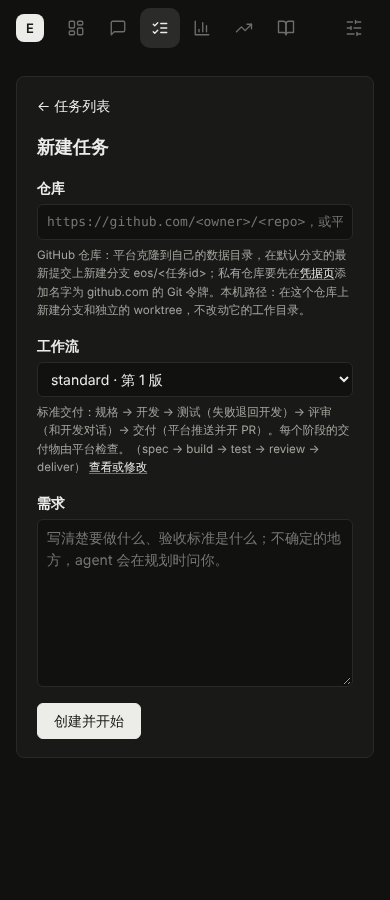 E
← 任务列表
新建任务
仓库
https://github.com/<owner>/<repo>，或平
GitHub 仓库：平台克隆到自己的数据目录，在默认分支的最
新提交上新建分支 eos/<任务id>；私有仓库要先在凭据页添
加名字为 github.com 的 Git 令牌。本机路径：在这个仓库上
新建分支和独立的 worktree，不改动它的工作目录。
工作流
standard · 第 1 版
标准交付：规格 → 开发 → 测试（失败退回开发）→ 评审
（和开发对话）→ 交付（平台推送并开 PR）。每个阶段的交
付物由平台检查。（spec → build → test → review →
deliver） 查看或修改
需求
写清楚要做什么、验收标准是什么；不确定的地
方，agent 会在规划时问你。
创建并开始